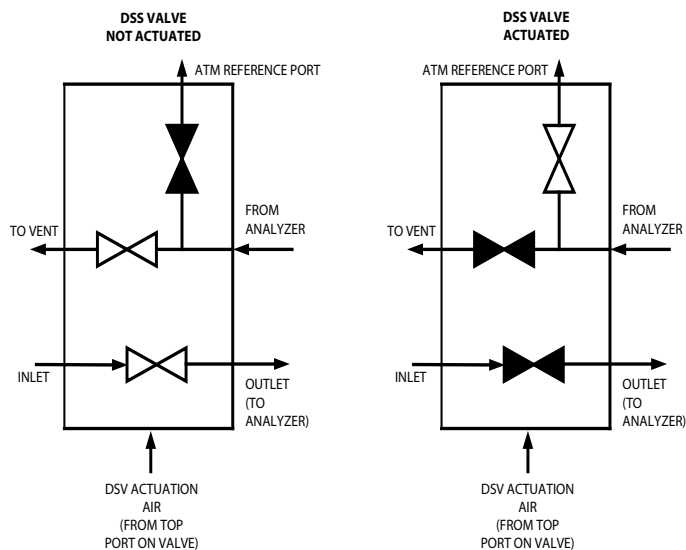 DSS VALVE
NOT ACTUATED
ATM REFERENCE PORT
FROM
ANALYZER
TO VENT
INLET
OUTLET
(TO
ANALYZER)
DSV ACTUATION
AIR
(FROM TOP
PORT ON VALVE)
DSS VALVE
ACTUATED
ATM REFERENCE PORT
FROM
ANALYZER
TO VENT
INLET
OUTLET
(TO
ANALYZER)
DSV ACTUATION
AIR
(FROM TOP
PORT ON VALVE)